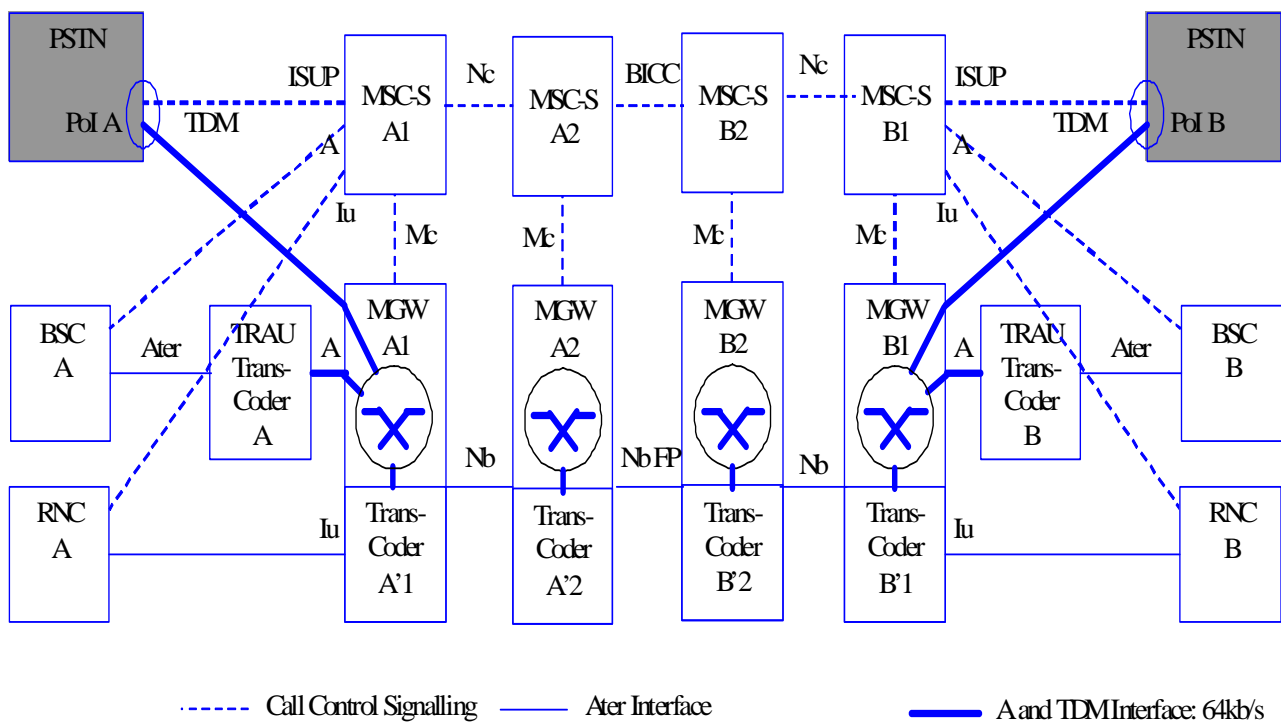 PSTN
PoI A
ISUP
TDM
A
Iu
MSC-S
A1
Nc
MSC-S
A2
BICC
MSC-S
B2
Nc
MSC-S
B1
ISUP
TDM
A
Iu
PSTN
PoI B
Mc
Mc
Mc
Mc
BSC
A
Ater
TRAU
Trans-
Coder
A
A
MGW
A1
MGW
A2
MGW
B2
MGW
B1
A
TRAU
Trans-
Coder
B
Ater
BSC
B
RNC
A
Iu
Trans-
Coder
A'1
Nb
Trans-
Coder
A'2
Nb FP
Trans-
Coder
B'2
Nb
Trans-
Coder
B'1
Iu
RNC
B
Call Control Signalling
Ater Interface
A and TDM Interface: 64kb/s